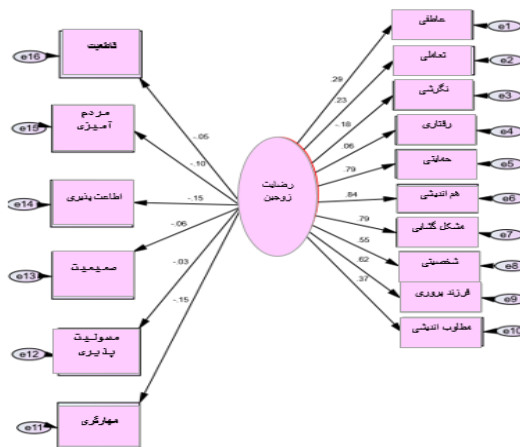 عاطفی
e1
تعاملی
e2
نگرشی
e3
رفتاری
e4
حمایتی
e5
هم اندیشی
e6
مشکل گشایی
e7
شخصیتی
e8
فرزند پروری
e9
مطلوب اندیشی
e10
.29
.23
-.18
.06
.79
.84
.79
.55
.62
.37
رضایت
زوجین
قاطعیت
e16
مردم
آمیزی
e15
اطاعت پذیری
e14
صمیمیت
e13
مسولیت
پذیری
e12
مهارگری
e11
-.05
-.10
-.15
-.06
-.03
-.15